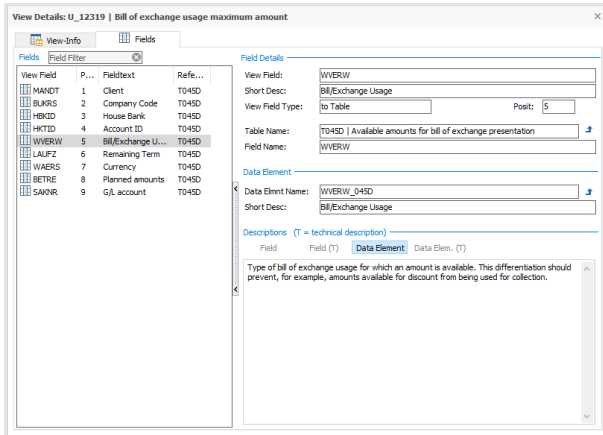 View Details: U_12319 | Bill of exchange usage maximum amount
View-Info Fields
Fields Field Filter
View Field P... Fieldtext Refe...
MANDT 1 Client T045D
BUKRS 2 Company Code T045D
HBKID 3 House Bank T045D
HKTID 4 Account ID T045D
WVERW 5 Bill/Exchange U... T045D
LAUFZ 6 Remaining Term T045D
WAERS 7 Currency T045D
BETRE 8 Planned amounts T045D
SAKNR 9 G/L account T045D
Field Details
View Field: WVERW
Short Desc: Bill/Exchange Usage
View Field Type: to Table Posit: 5
Table Name: T045D | Available amounts for bill of exchange presentation
Field Name: WVERW
Data Element
Data Elmnt Name: WVERW_045D
Short Desc: Bill/Exchange Usage
Descriptions (T = technical description)
Field Field (T) Data Element Data Elem. (T)
Type of bill of exchange usage for which an amount is available. This differentiation should
prevent, for example, amounts available for discount from being used for collection.